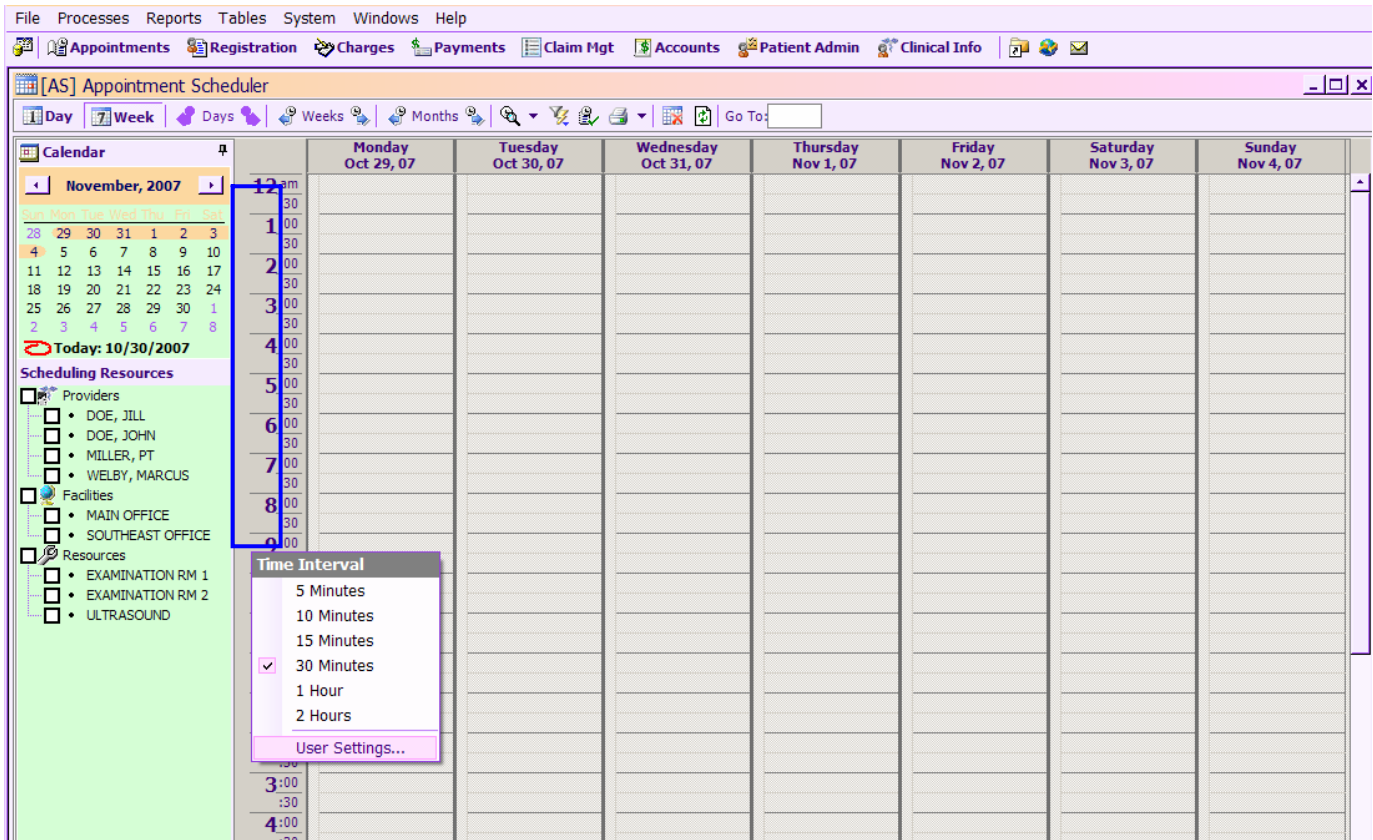 File Processes Reports Tables System Windows Help
Appointments Registration Charges Payments Claim Mgt Accounts Patient Admin Clinical Info
[AS] Appointment Scheduler
Day Week Days Weeks Months Go To:
Calendar
November, 2007
Sun Mon Tue Wed Thu Fri Sat
28 29 30 31 1 2 3
4 5 6 7 8 9 10
11 12 13 14 15 16 17
18 19 20 21 22 23 24
25 26 27 28 29 30 1
2 3 4 5 6 7 8
Today: 10/30/2007
Scheduling Resources
Providers
DOE, JILL
DOE, JOHN
MILLER, PT
WELBY, MARCUS
Facilities
MAIN OFFICE
SOUTHEAST OFFICE
Resources
EXAMINATION RM 1
EXAMINATION RM 2
ULTRASOUND
Monday Tuesday Wednesday Thursday Friday Saturday Sunday
Oct 29, 07 Oct 30, 07 Oct 31, 07 Nov 1, 07 Nov 2, 07 Nov 3, 07 Nov 4, 07
12 am
30
1 00
30
2 00
30
3 00
30
4 00
30
5 00
30
6 00
30
7 00
30
8 00
30
9 00
Time Interval
5 Minutes
10 Minutes
15 Minutes
30 Minutes
1 Hour
2 Hours
User Settings...
:30
3:00
:30
4:00
:30